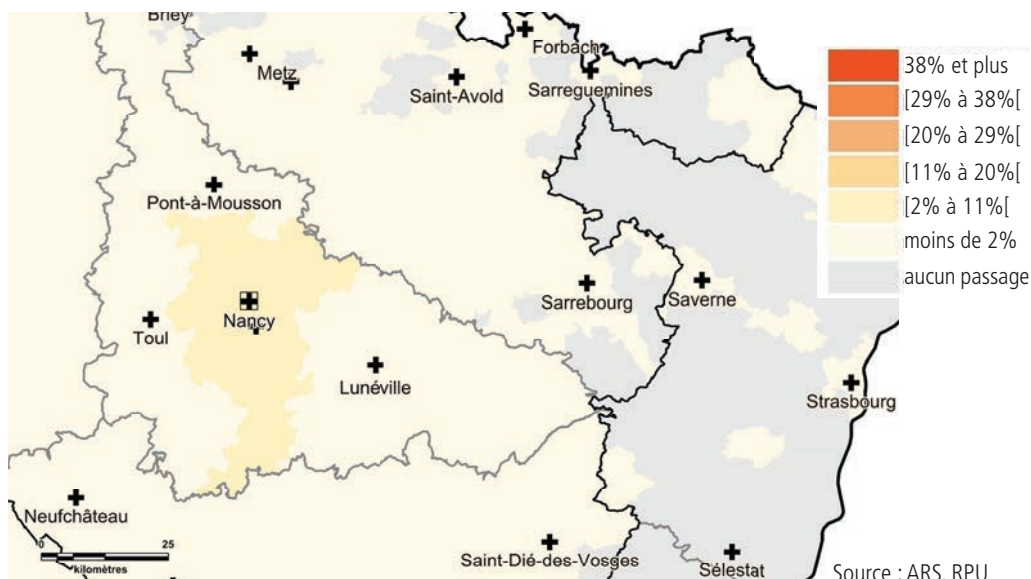 Briey
Metz
Forbach
Saint-Avold
Sarreguemines
Pont-à-Mousson
Sarrebourg
Saverne
Toul
Nancy
Lunéville
Strasbourg
Neufchâteau
0 25
kilomètres
Saint-Dié-des-Vosges
Sélestat
38% et plus
[29% à 38%[
[20% à 29%[
[11% à 20%[
[2% à 11%[
moins de 2%
aucun passage
Source : ARS, RPU